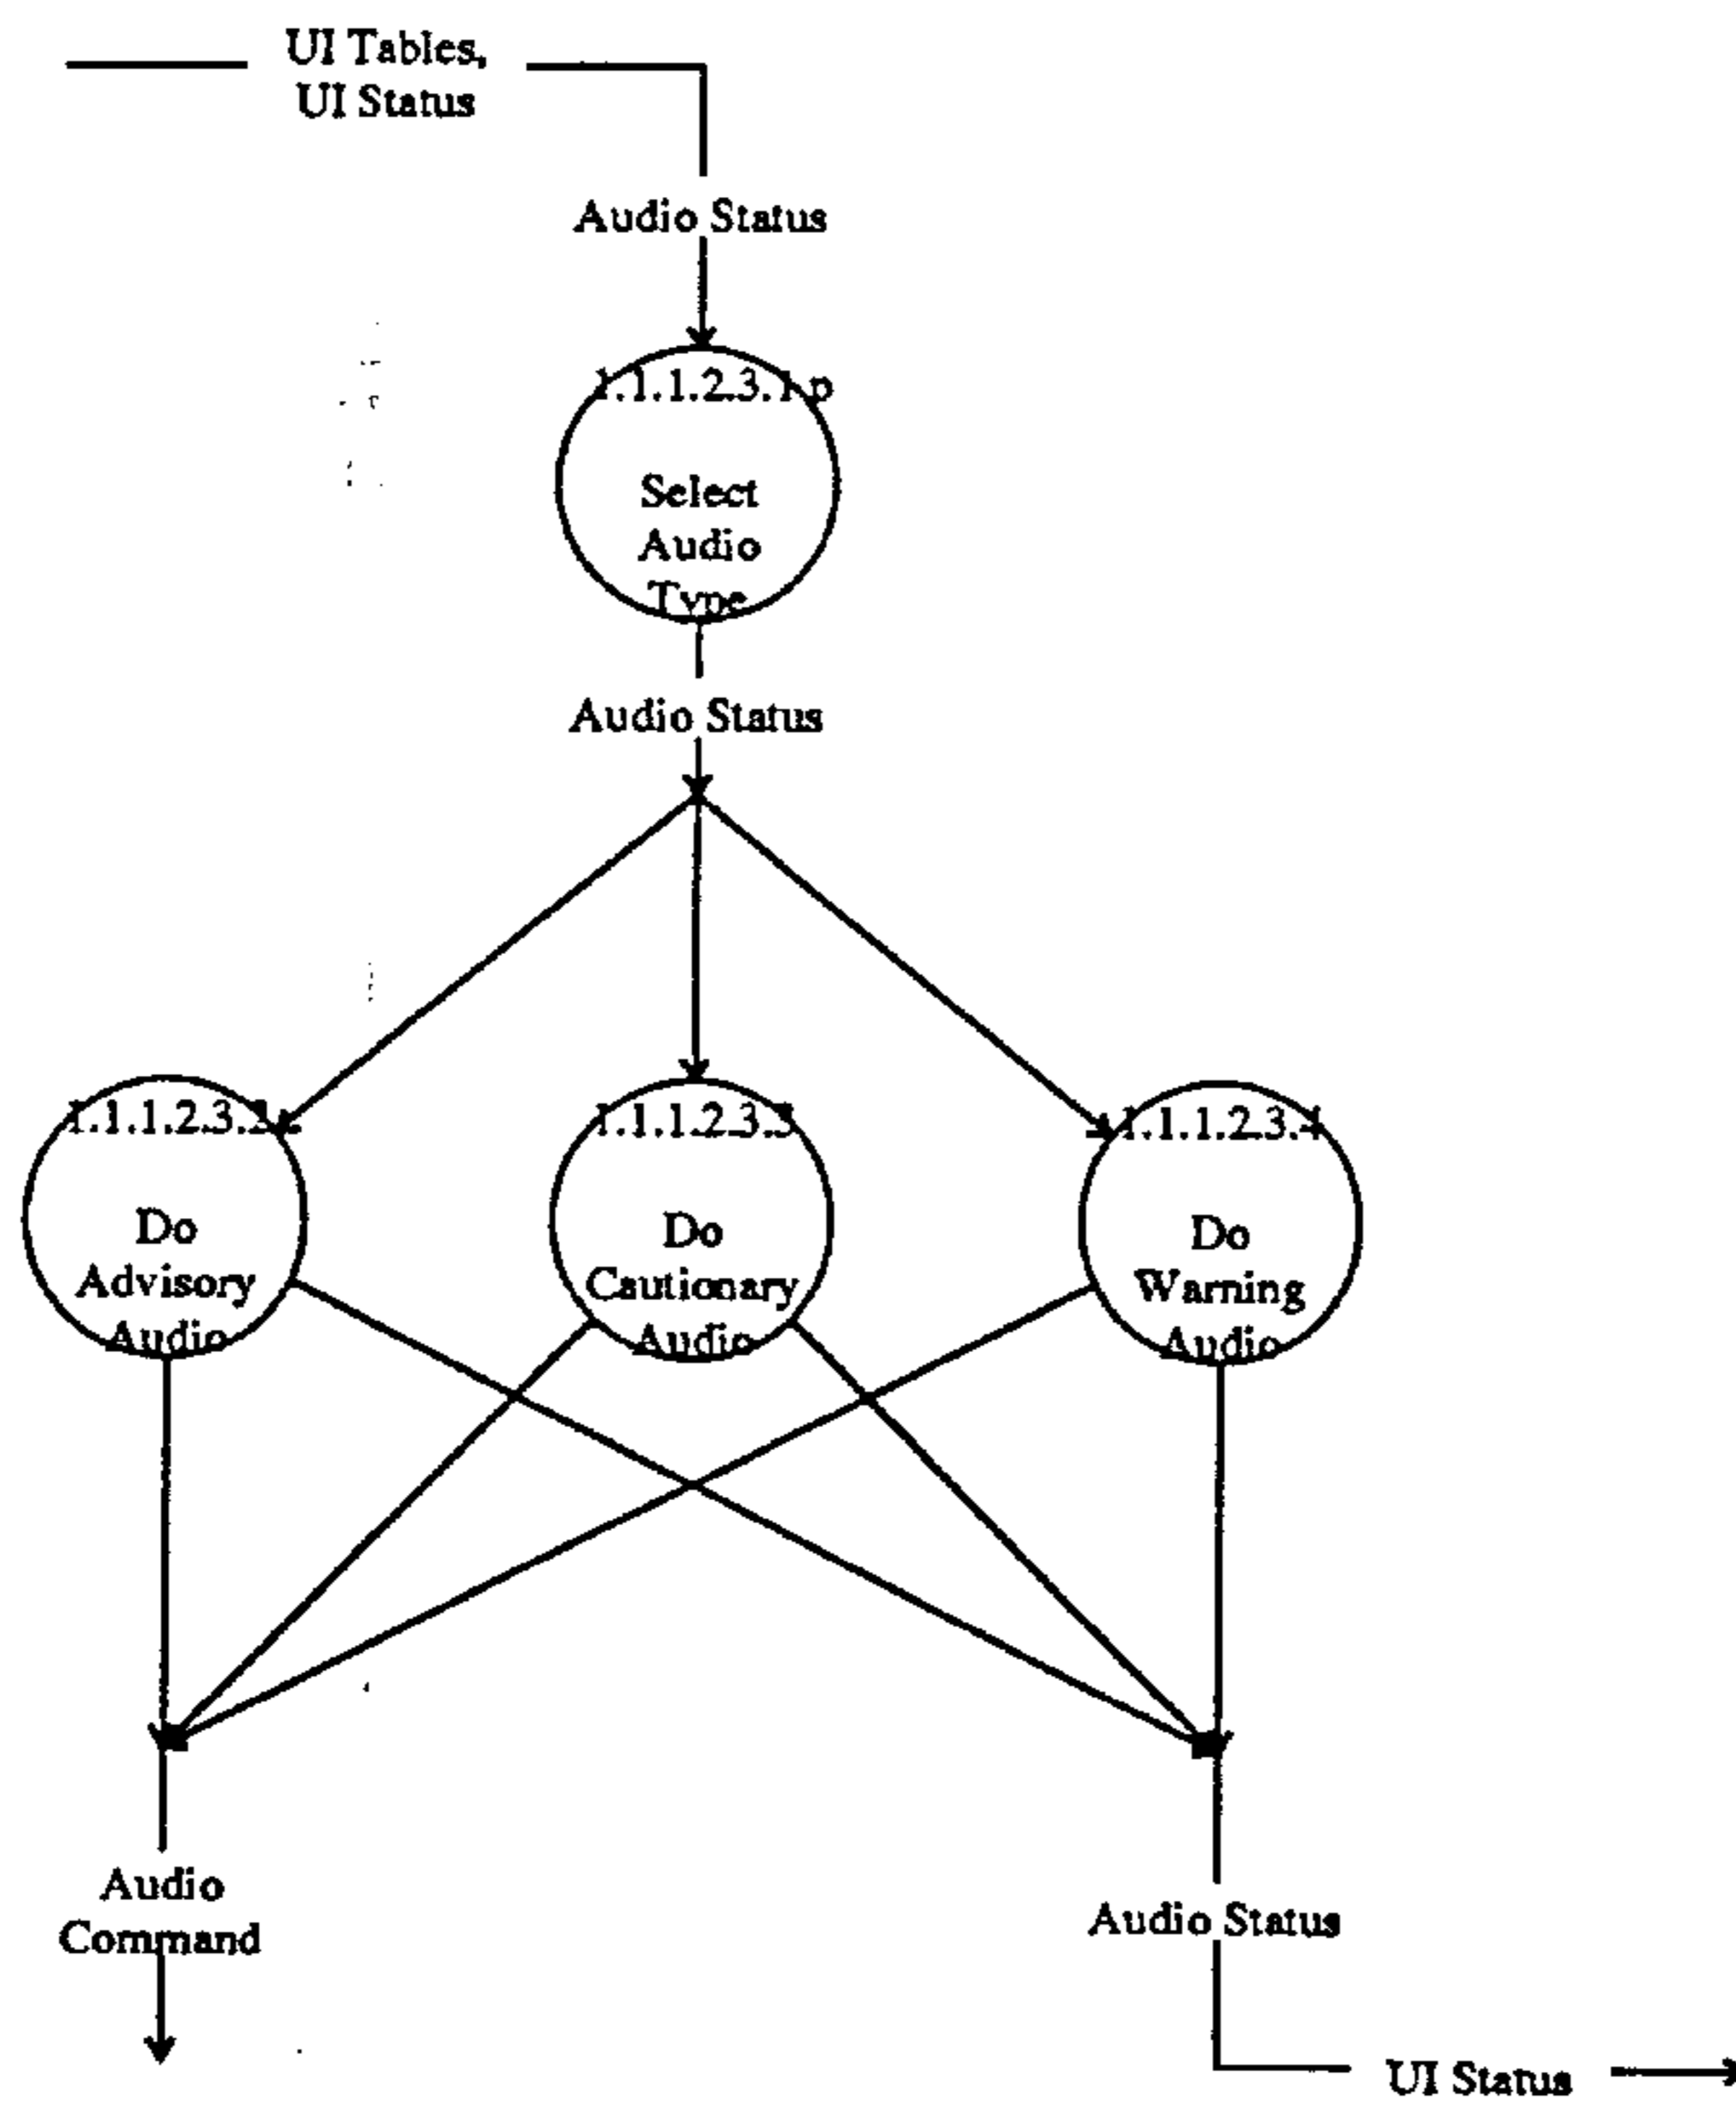 UI Tables,
UI Status
Audio Status
1.1.1.2.3.1.p
Select
Audio
Type
Audio Status
1.1.1.2.3.2
1.1.1.2.3.3
1.1.1.2.3.4
Do
Advisory
Audio
Do
Cautionary
Audio
Do
Warning
Audio
Audio
Command
Audio Status
UI Status